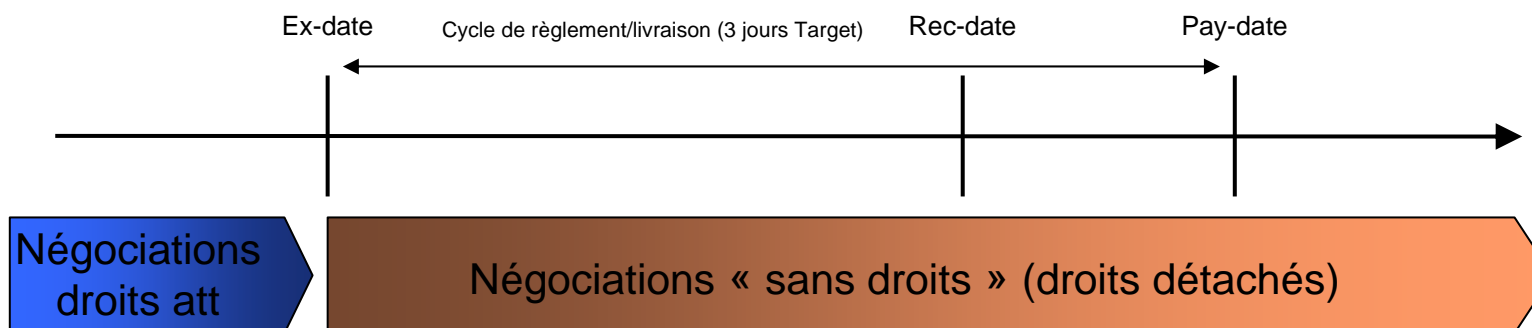 Ex-date
Cycle de règlement/livraison (3 jours Target)
Rec-date
Pay-date
Négociations
droits att
Négociations « sans droits » (droits détachés)